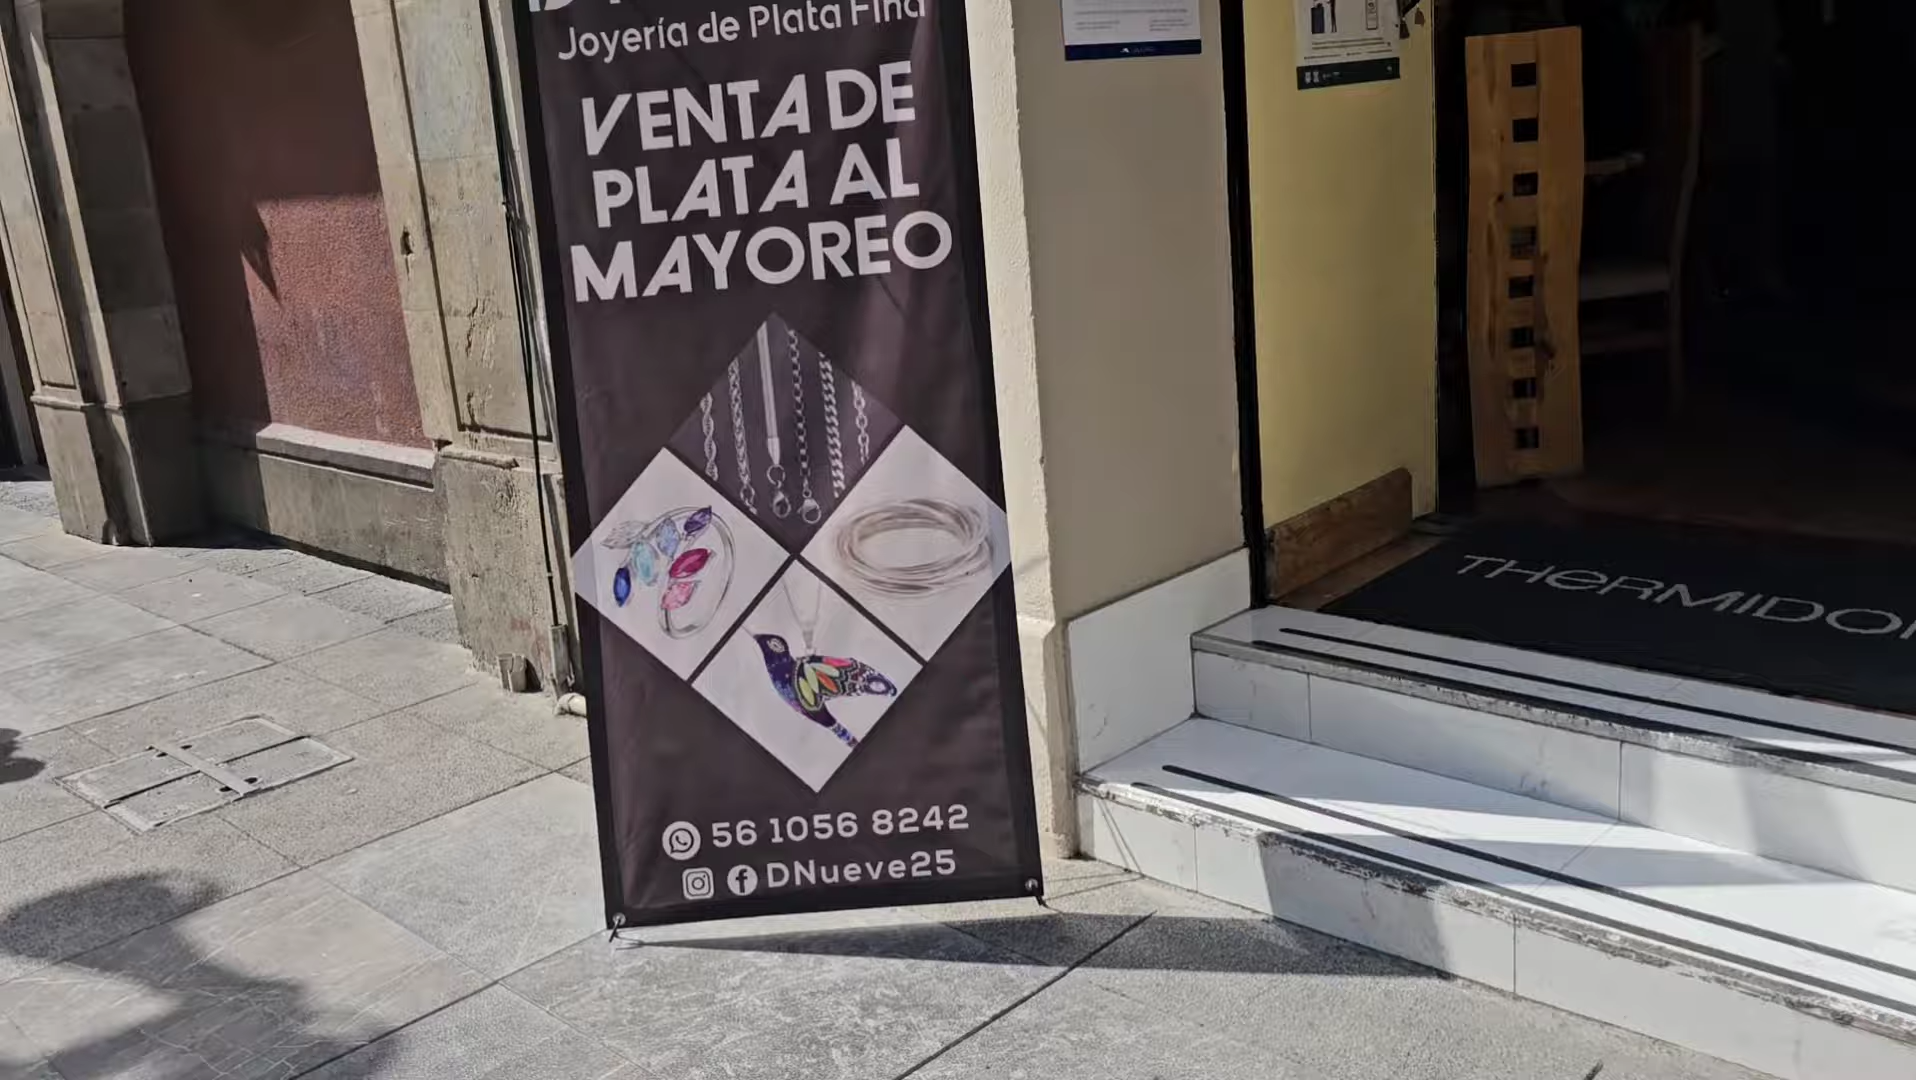 Joyería de Plata Fina
VENTA DE
PLATA AL
MAYOREO
56 1056 8242
DNueve25
THERMIDOR